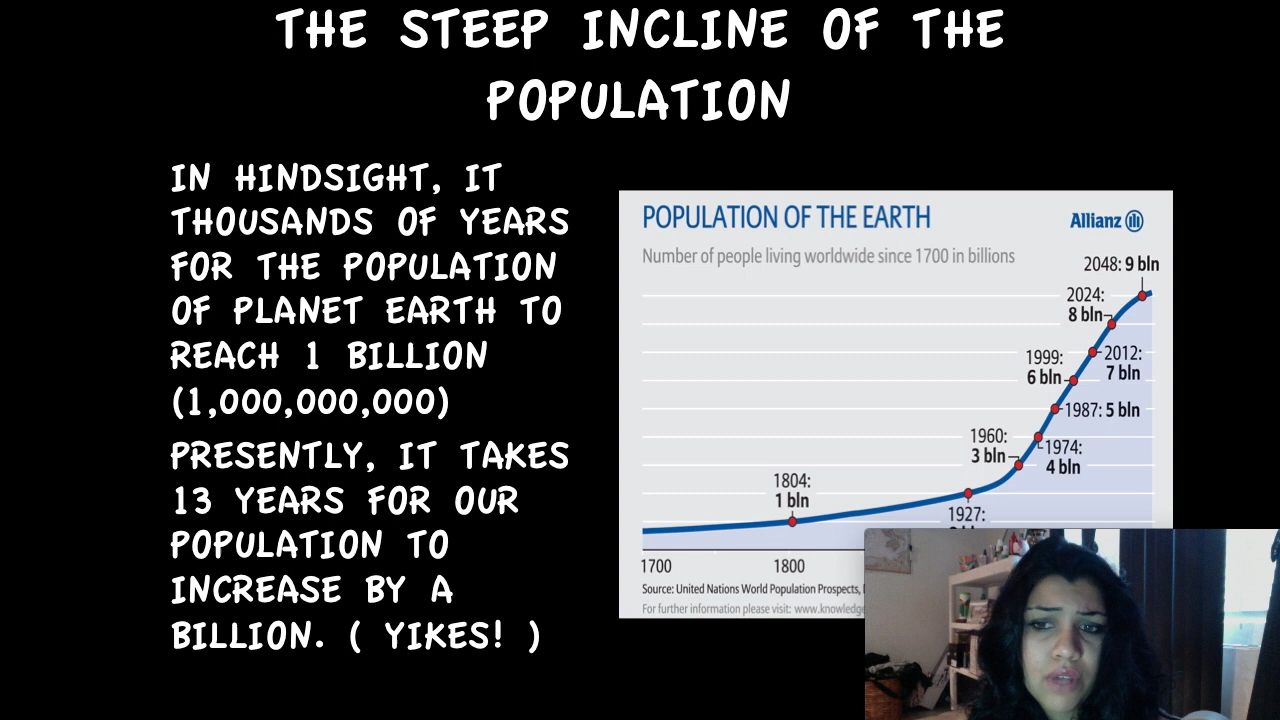 THE STEEP INCLINE OF THE
POPULATION
IN HINDSIGHT, IT
THOUSANDS OF YEARS
FOR THE POPULATION
OF PLANET EARTH TO
REACH 1 BILLION
(1,000,000,000)
PRESENTLY, IT TAKES
13 YEARS FOR OUR
POPULATION TO
INCREASE BY A
BILLION. ( YIKES! )
POPULATION OF THE EARTH
Allianz
Number of people living worldwide since 1700 in billions
2048: 9 bln
2024:
8 bln
2012:
7 bln
1999:
6 bln
1987: 5 bln
1974:
4 bln
1960:
3 bln
1927:
1804:
1 bln
1700 1800
Source: United Nations World Population Prospects,
For further information please visit: www.knowledge